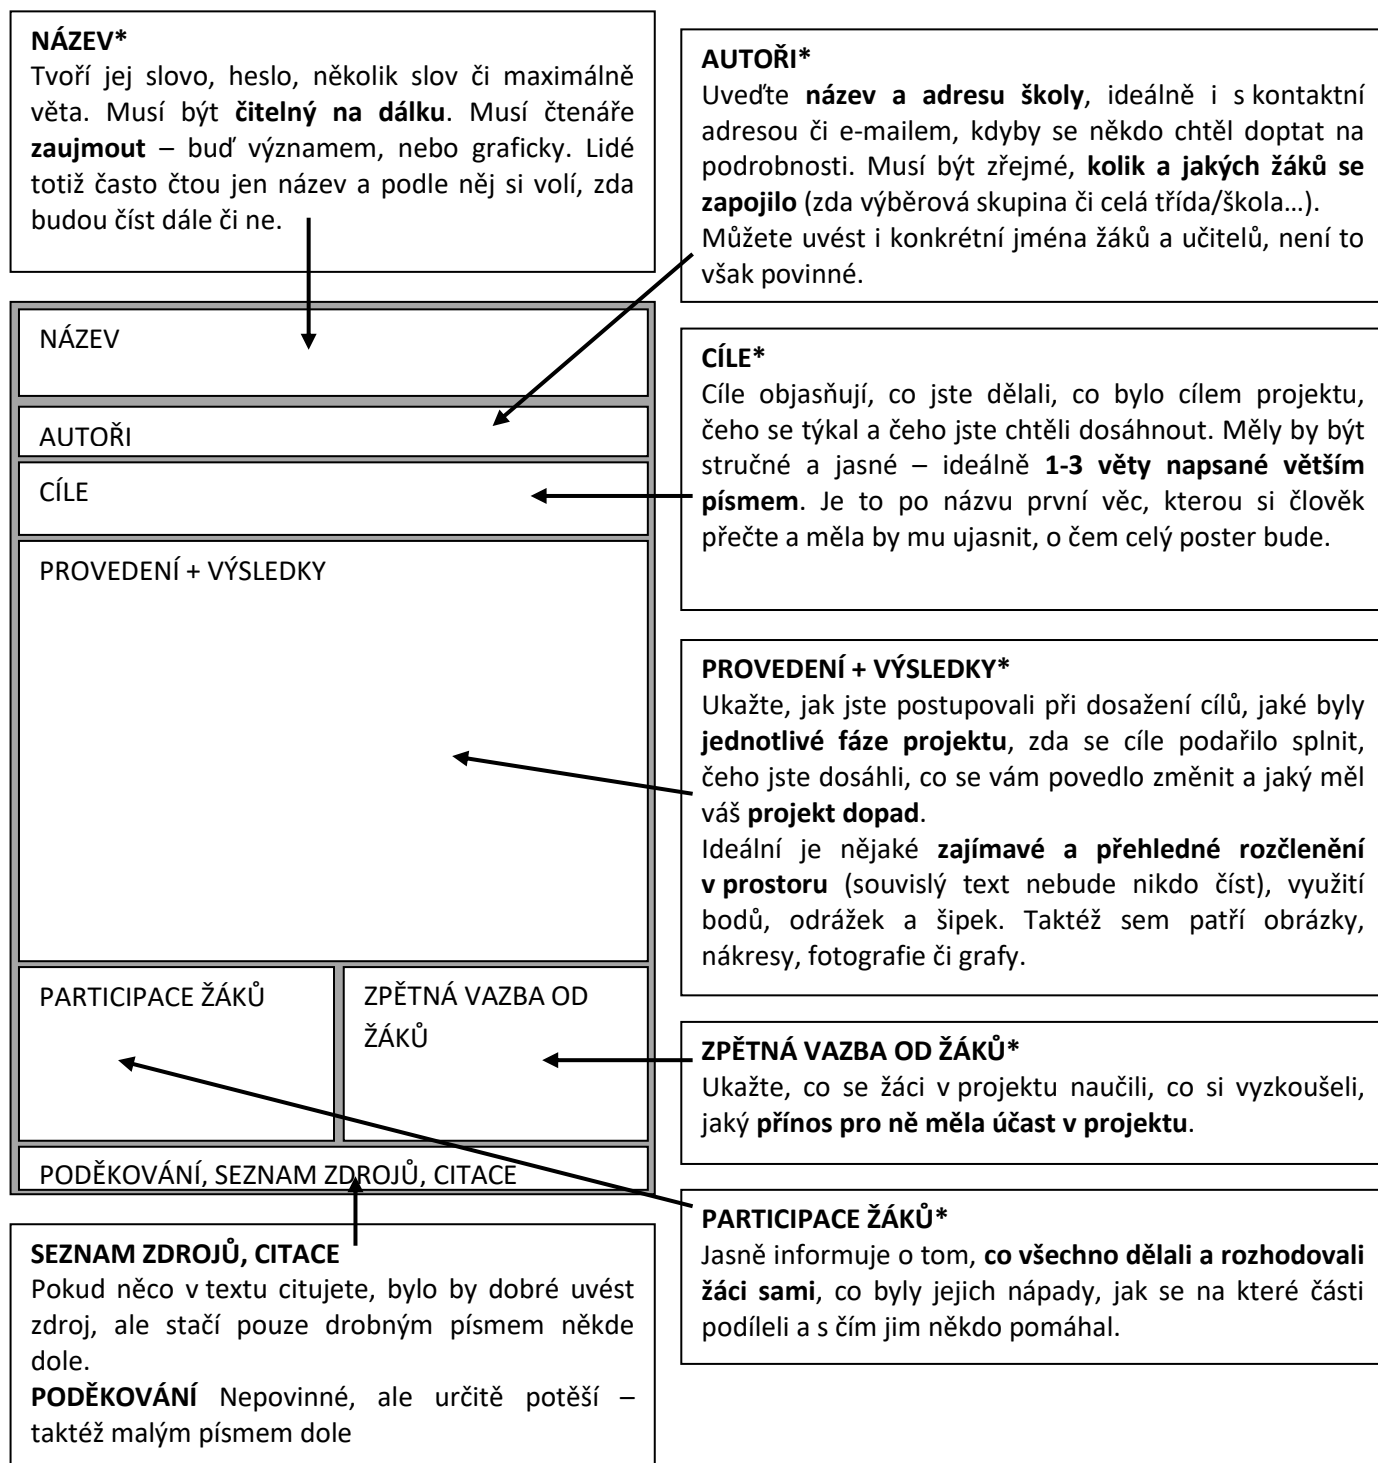 NÁZEV*
Tvoří jej slovo, heslo, několik slov či maximálně
věta. Musí být čitelný na dálku. Musí čtenáře
zaujmout – buď významem, nebo graficky. Lidé
totiž často čtou jen název a podle něj si volí, zda
budou číst dále či ne.
AUTOŘI*
Uveďte název a adresu školy, ideálně i s kontaktní
adresou či e-mailem, kdyby se někdo chtěl doptat na
podrobnosti. Musí být zřejmé, kolik a jakých žáků se
zapojilo (zda výběrová skupina či celá třída/škola…).
Můžete uvést i konkrétní jména žáků a učitelů, není to
však povinné.
NÁZEV
AUTOŘI
CÍLE
PROVEDENÍ + VÝSLEDKY
PARTICIPACE ŽÁKŮ
ZPĚTNÁ VAZBA OD
ŽÁKŮ
PODĚKOVÁNÍ, SEZNAM ZDROJŮ, CITACE
CÍLE*
Cíle objasňují, co jste dělali, co bylo cílem projektu,
čeho se týkal a čeho jste chtěli dosáhnout. Měly by být
stručné a jasné – ideálně 1-3 věty napsané větším
písmem. Je to po názvu první věc, kterou si člověk
přečte a měla by mu ujasnit, o čem celý poster bude.
PROVEDENÍ + VÝSLEDKY*
Ukažte, jak jste postupovali při dosažení cílů, jaké byly
jednotlivé fáze projektu, zda se cíle podařilo splnit,
čeho jste dosáhli, co se vám povedlo změnit a jaký měl
váš projekt dopad.
Ideální je nějaké zajímavé a přehledné rozčlenění
v prostoru (souvislý text nebude nikdo číst), využití
bodů, odrážek a šipek. Taktéž sem patří obrázky,
nákresy, fotografie či grafy.
ZPĚTNÁ VAZBA OD ŽÁKŮ*
Ukažte, co se žáci v projektu naučili, co si vyzkoušeli,
jaký přínos pro ně měla účast v projektu.
PARTICIPACE ŽÁKŮ*
Jasně informuje o tom, co všechno dělali a rozhodovali
žáci sami, co byly jejich nápady, jak se na které části
podíleli a s čím jim někdo pomáhal.
SEZNAM ZDROJŮ, CITACE
Pokud něco v textu citujete, bylo by dobré uvést
zdroj, ale stačí pouze drobným písmem někde
dole.
PODĚKOVÁNÍ Nepovinné, ale určitě potěší –
taktéž malým písmem dole